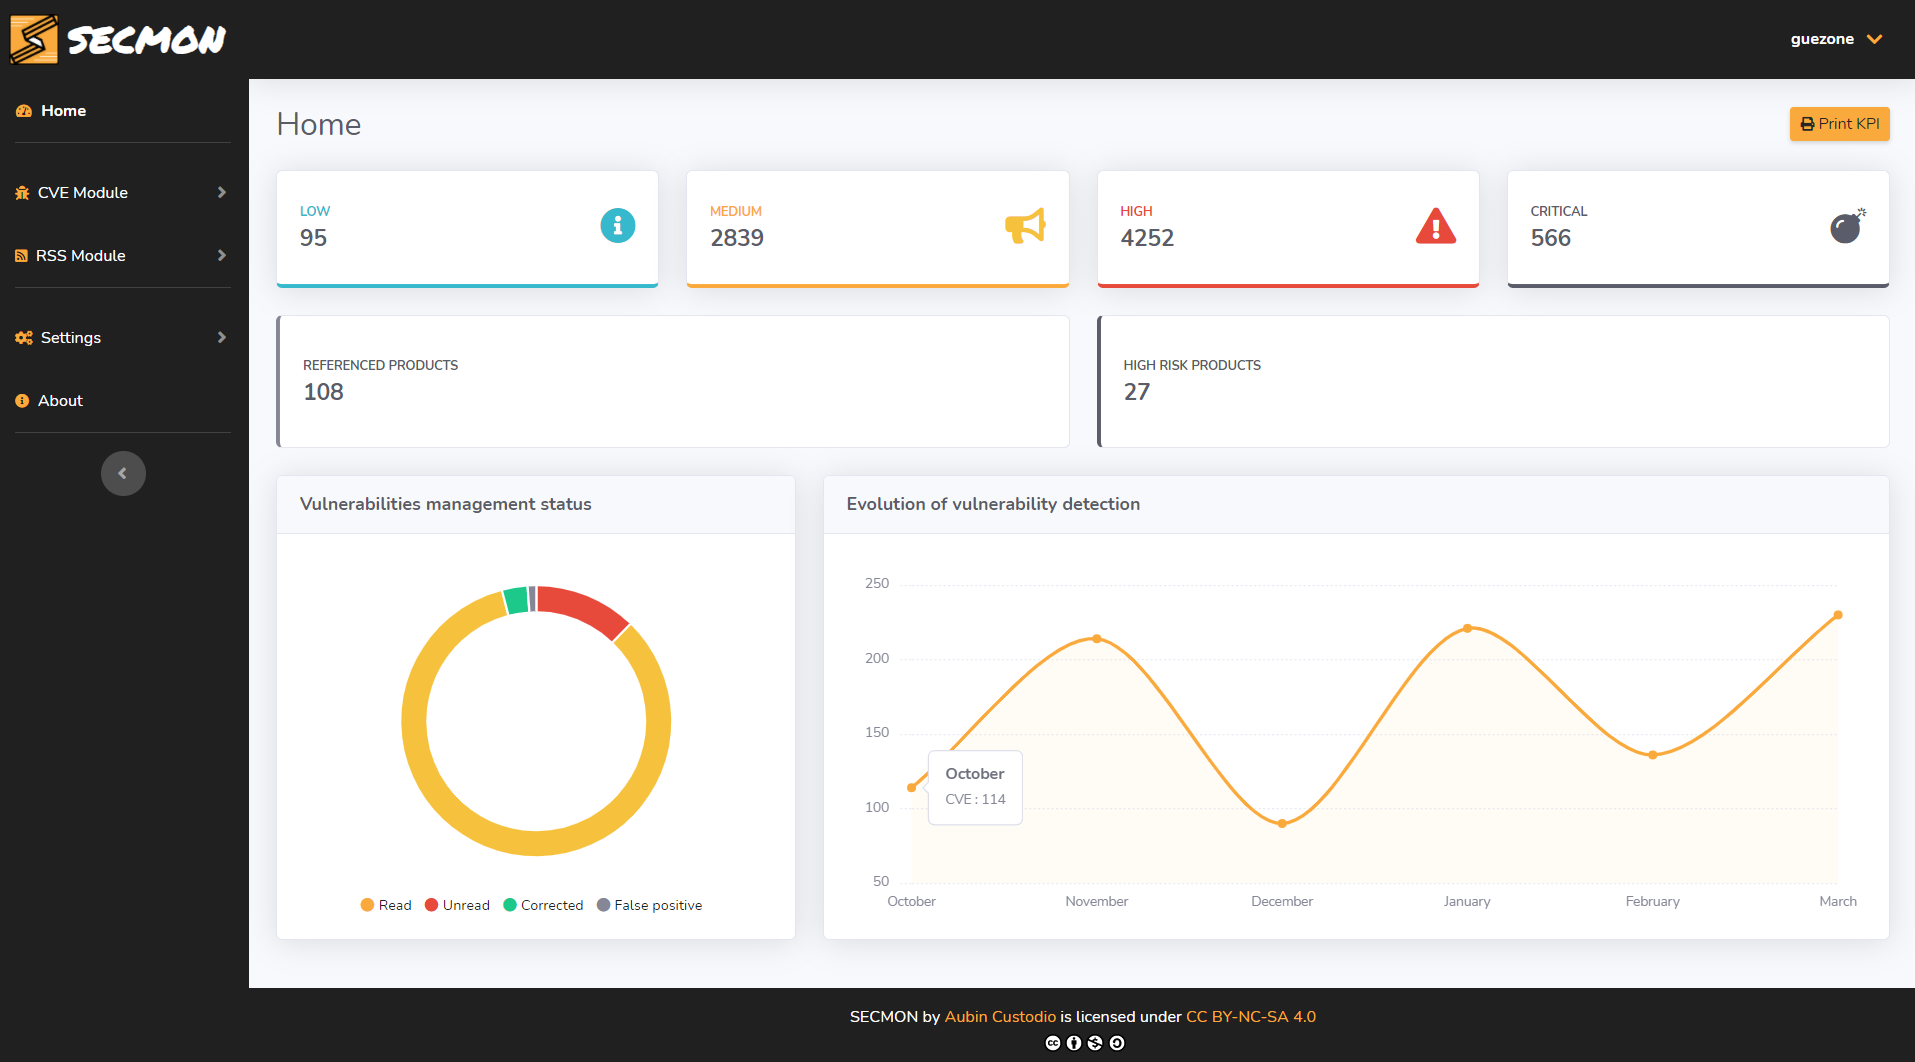 SECMON
guezone
Home
CVE Module
RSS Module
Settings
About
Home
Print KPI
LOW
95
MEDIUM
2839
HIGH
4252
CRITICAL
566
REFERENCED PRODUCTS
108
HIGH RISK PRODUCTS
27
Vulnerabilities management status
Read Unread Corrected False positive
Evolution of vulnerability detection
250
200
150
100
50
October
CVE : 114
October November December January February March
SECMON by Aubin Custodio is licensed under CC BY-NC-SA 4.0